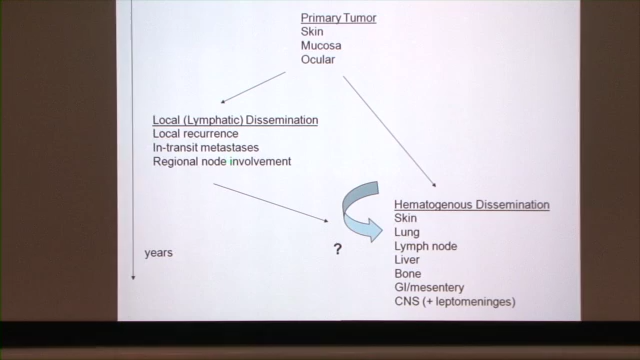 Primary Tumor
Skin
Mucosa
Ocular
Local (Lymphatic) Dissemination
Local recurrence
In-transit metastases
Regional node involvement
?
years
Hematogenous Dissemination
Skin
Lung
Lymph node
Liver
Bone
GI/mesentery
CNS (+ leptomeninges)